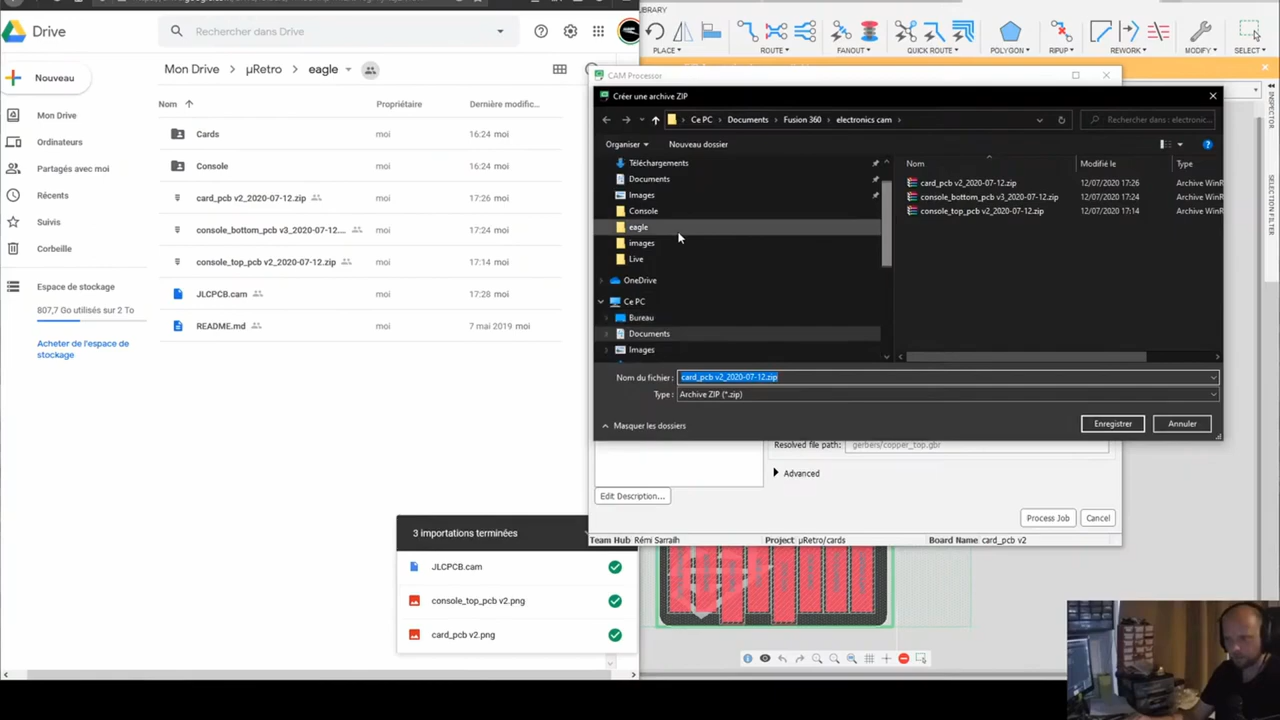 LIBRARY
Drive
Rechercher dans Drive
PLACE
ROUTE
FANOUT
QUICK ROUTE
POLYGON
RIPUP
REWORK
MODIFY
SELECT
Nouveau
Mon Drive
Ordinateurs
Partagés avec moi
Récents
Suivis
Corbeille
Espace de stockage
807,7 Go utilisés sur 2 To
Acheter de l'espace de
stockage
Mon Drive > µRetro > eagle
Nom
Propriétaire
Dernière modific...
Cards moi 16:24 moi
Console moi 16:24 moi
card_pcb v2_2020-07-12.zip moi 17:26 moi
console_bottom_pcb v3_2020-07-12.... moi 17:24 moi
console_top_pcb v2_2020-07-12.zip moi 17:14 moi
JLCPCB.cam moi 17:28 moi
README.md moi 7 mai 2019 moi
3 importations terminées
JLCPCB.cam
console_top_pcb v2.png
card_pcb v2.png
CAM Processor
Créer une archive ZIP
Ce PC > Documents > Fusion 360 > electronics cam >
Rechercher dans : electronic...
Organiser
Nouveau dossier
Téléchargements
Documents
Images
Console
eagle
images
Live
OneDrive
Ce PC
Bureau
Documents
Images
Nom Modifié le Type
card_pcb v2_2020-07-12.zip 12/07/2020 17:26 Archive WinR
console_bottom_pcb v3_2020-07-12.zip 12/07/2020 17:24 Archive WinR
console_top_pcb v2_2020-07-12.zip 12/07/2020 17:14 Archive WinR
Nom du fichier : card_pcb v2_2020-07-12.zip
Type : Archive ZIP (*.zip)
Masquer les dossiers
Enregistrer
Annuler
Resolved file path: gerbers/copper_top.gbr
Advanced
Edit Description...
Process Job
Cancel
Team Hub Rémi Sarrailh Project: µRetro/cards Board Name card_pcb v2
INSPECTOR
SELECTION FILTER